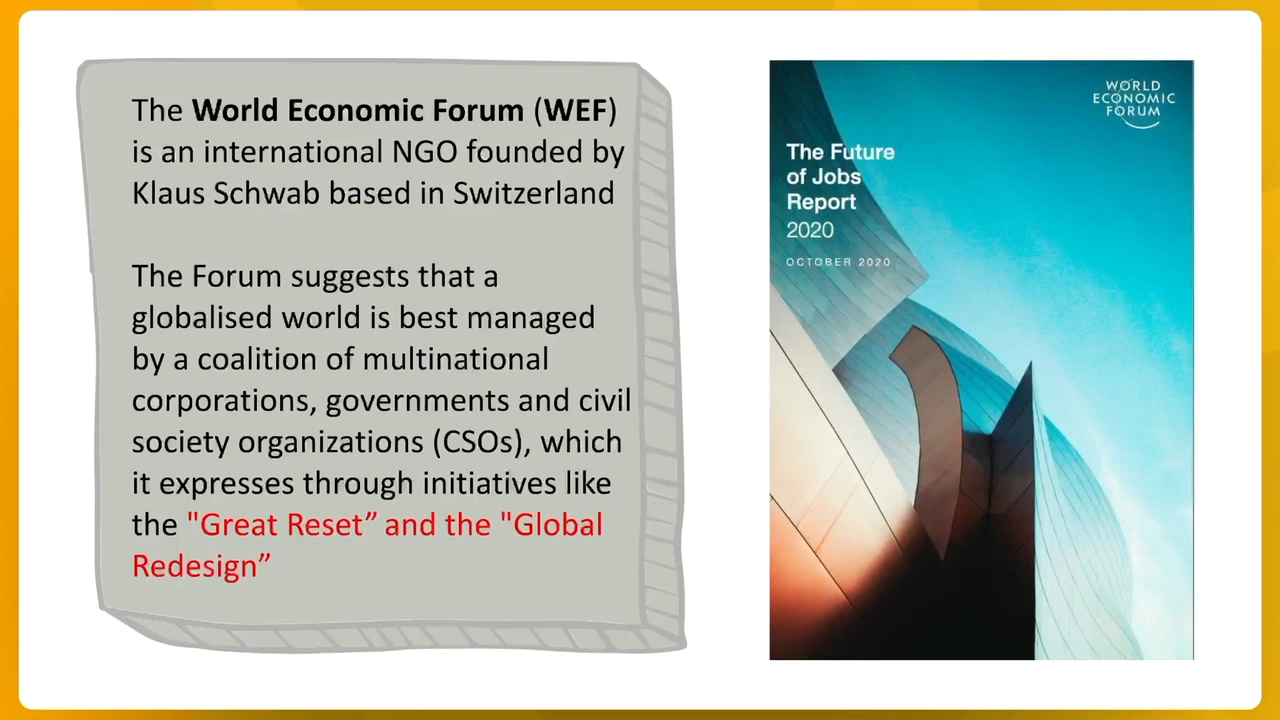 The World Economic Forum (WEF)
is an international NGO founded by
Klaus Schwab based in Switzerland
The Forum suggests that a
globalised world is best managed
by a coalition of multinational
corporations, governments and civil
society organizations (CSOs), which
it expresses through initiatives like
the "Great Reset” and the "Global
Redesign”
WORLD
ECONOMIC
FORUM
The Future
of Jobs
Report
2020
OCTOBER 2020